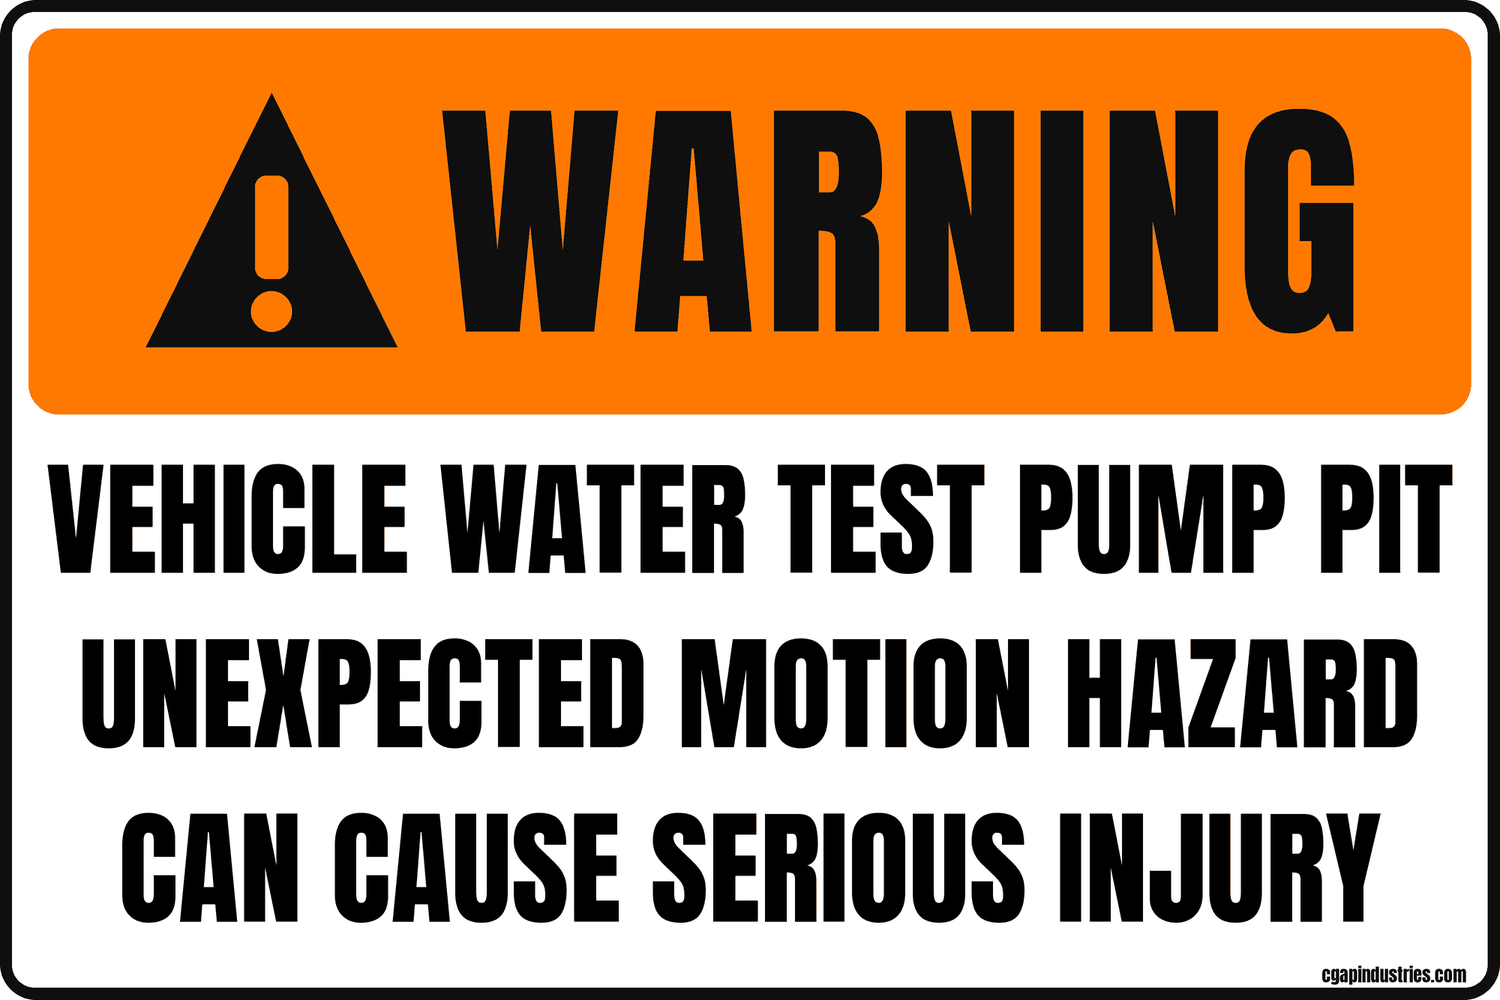 WARNING
VEHICLE WATER TEST PUMP PIT
UNEXPECTED MOTION HAZARD
CAN CAUSE SERIOUS INJURY
cgapindustries.com